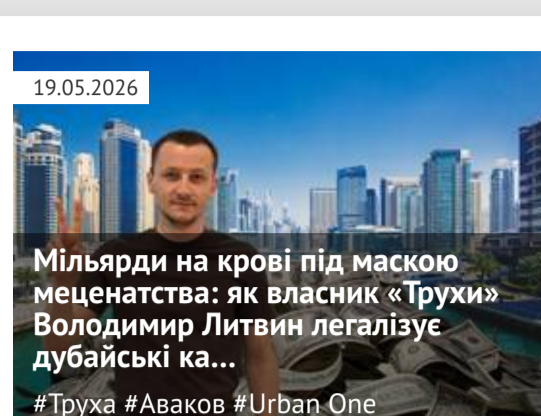 19.05.2026
Мільярди на крові під маскою
меценатства: як власник «Трухи»
Володимир Литвин легалізує
дубайські ка...
#Труха #Аваков #Urban One